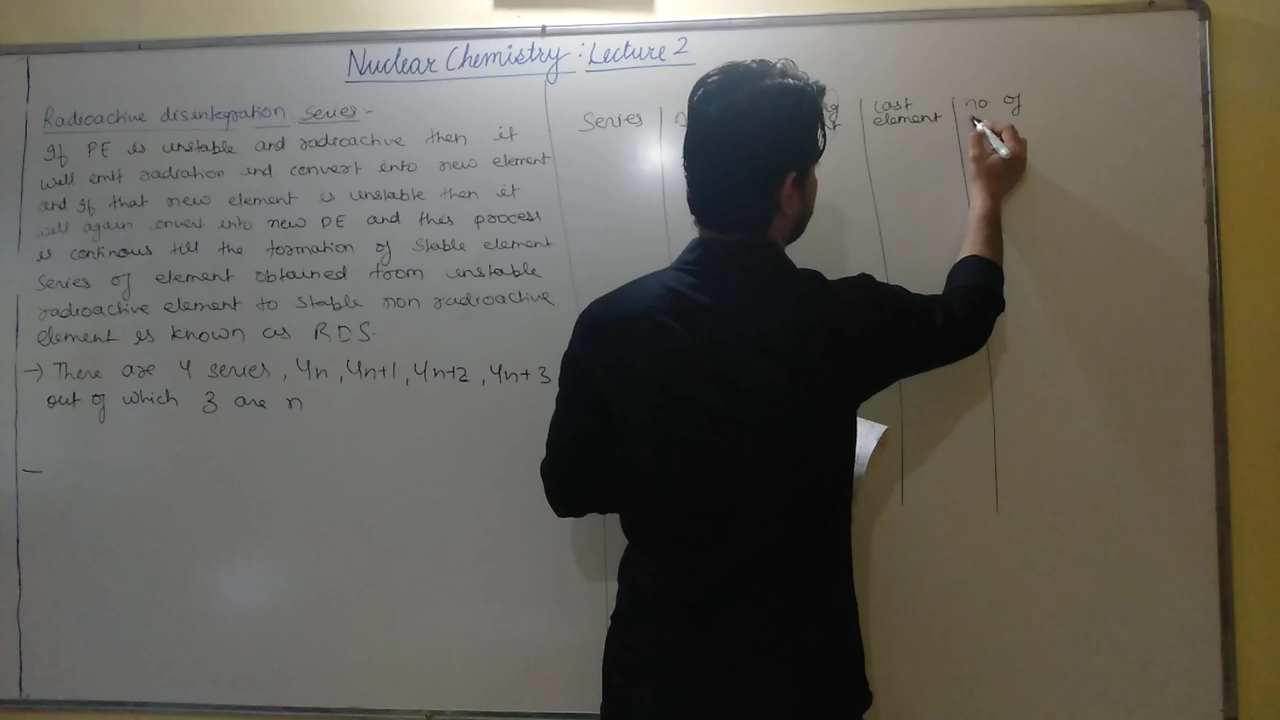 Nuclear Chemistry : Lecture 2
Radioachive disintegration Series -
If PE is unstable and radioachive then it
will emit radiation and convert into new element
and If that new element is unstable then it
will again convert into new PE and this process
is continous till the formation of Stable element
Series of element obtained from unstable
radioactive element to stable non radioactive
element is known as RDS.
→ There are 4 series, 4n, 4n+1, 4n+2, 4n+3
out of which 3 are n
Series
Last
element
no of